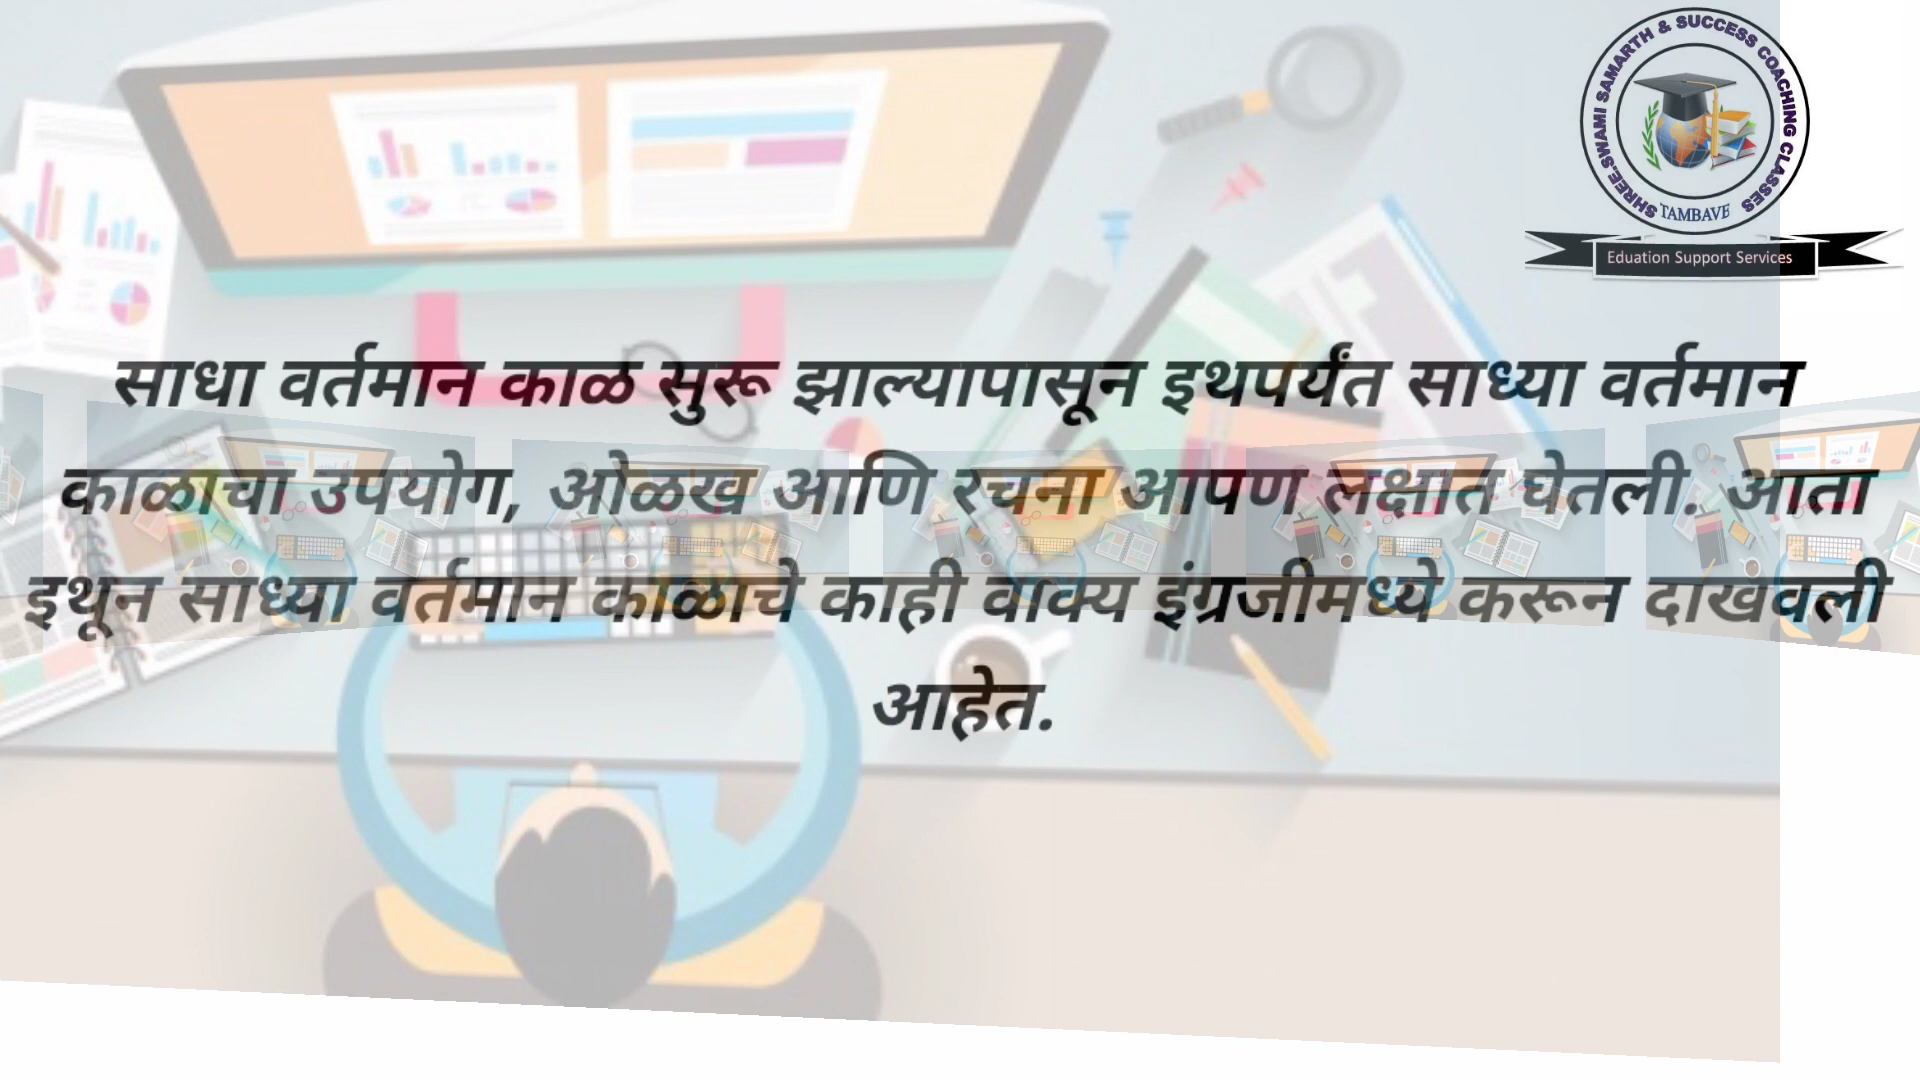 SHREE.SWAMI SAMARTH & SUCCESS COACHING CLASSES
TAMBAVE
Eduation Support Services
साधा वर्तमान काळ सुरू झाल्यापासून इथपर्यंत साध्या वर्तमान
काळाचा उपयोग, ओळख आणि रचना आपण लक्षात घेतली. आता
इथून साध्या वर्तमान काळाचे काही वाक्य इंग्रजीमध्ये करून दाखवली
आहेत.